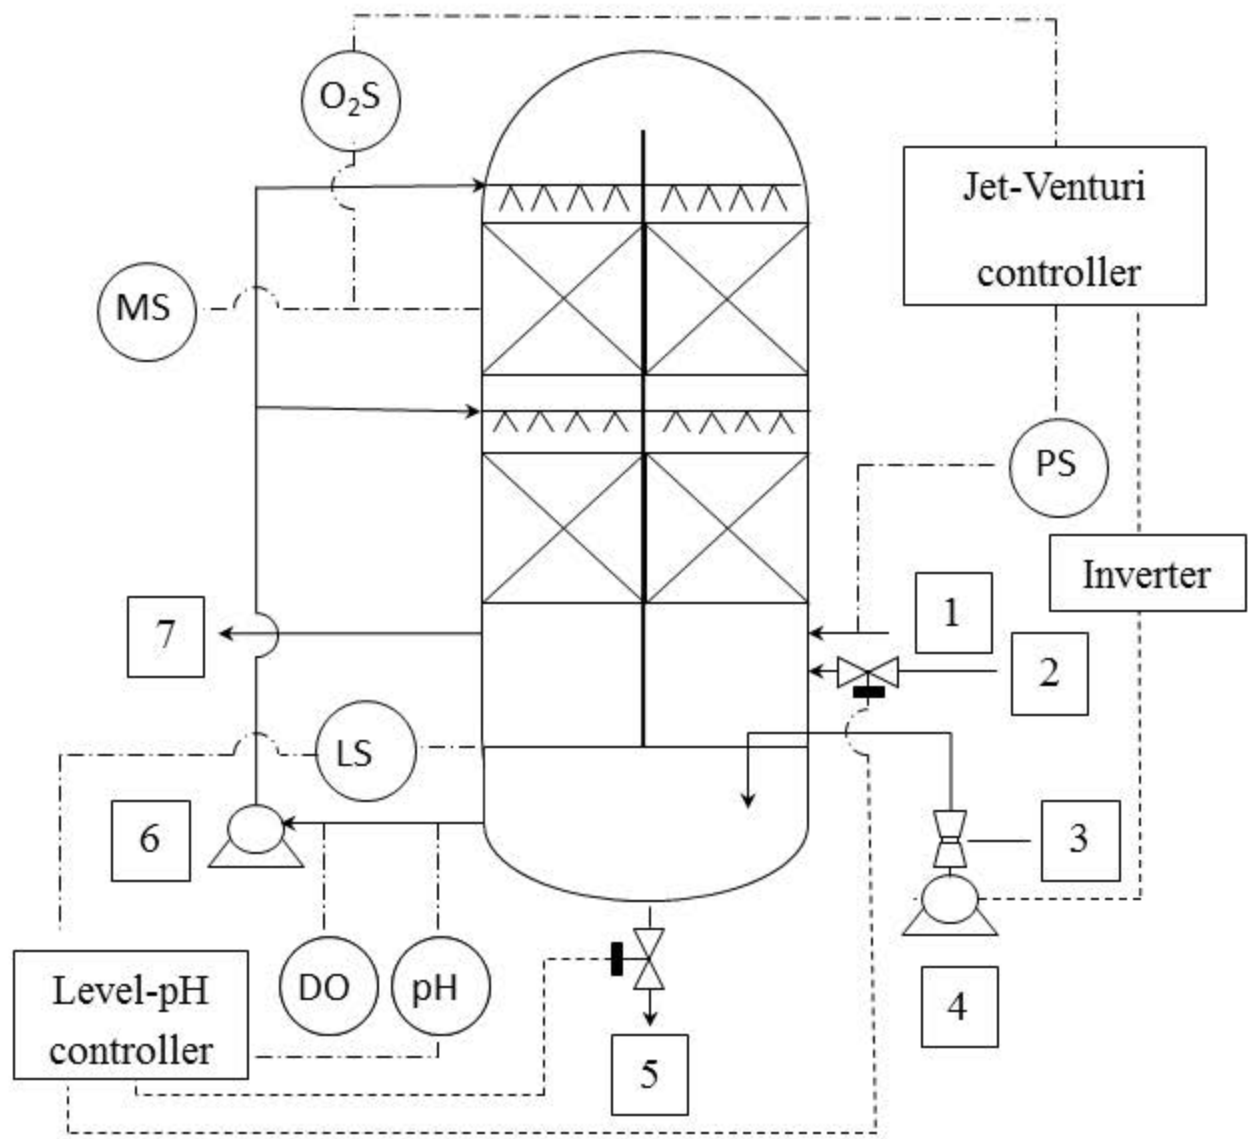 O₂S
Jet-Venturi
controller
MS
PS
Inverter
1
7
2
LS
6
3
Level-pH
controller
DO
pH
4
5